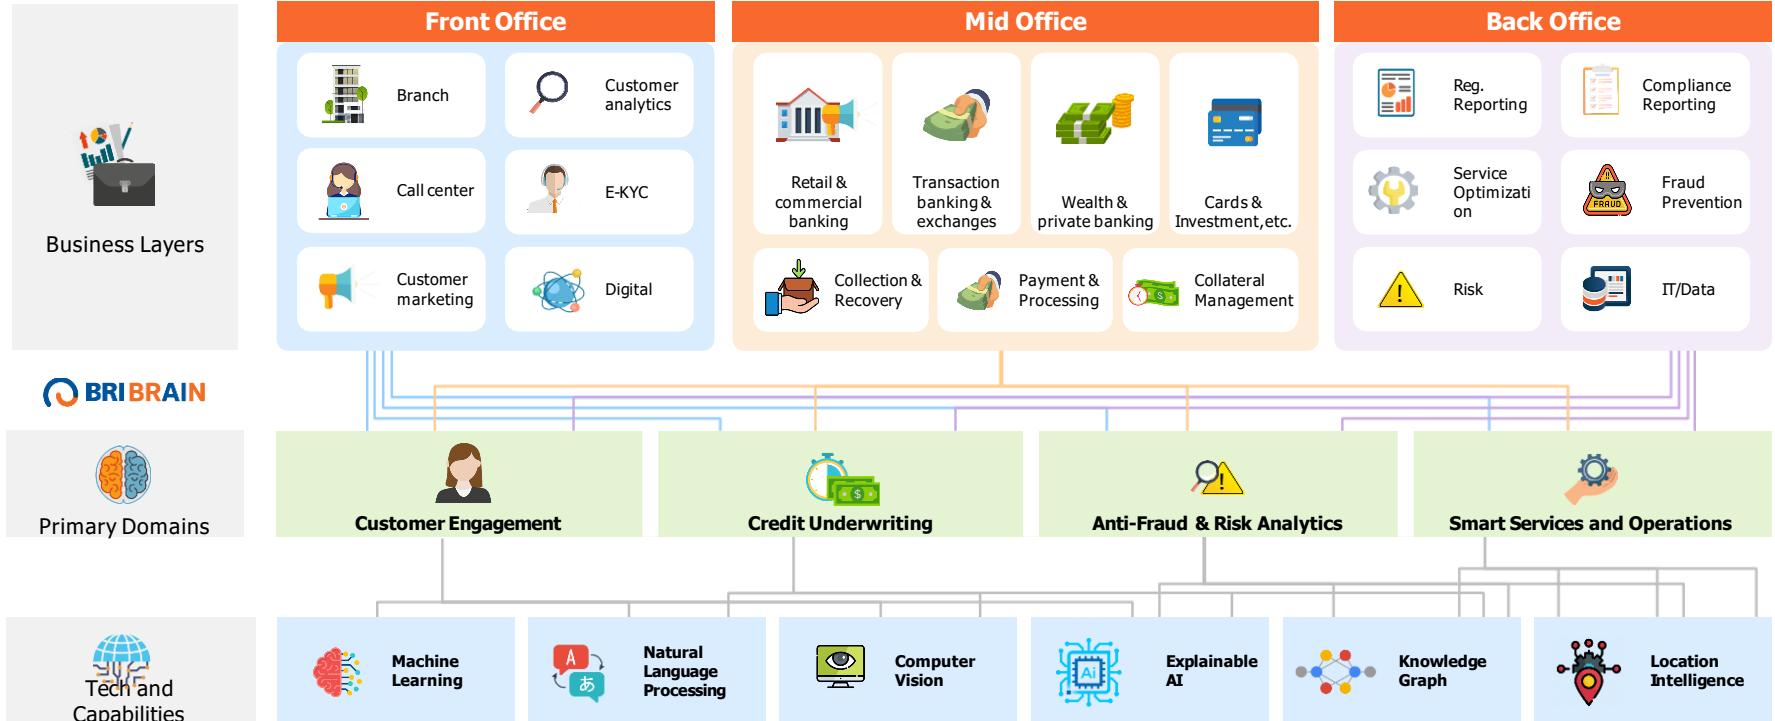 Front Office
Mid Office
Back Office
Branch
Customer
analytics
Call center
E-KYC
Customer
marketing
Digital
Retail &
commercial
banking
Transaction
banking &
exchanges
Wealth &
private banking
Cards &
Investment,etc.
Collection &
Recovery
Payment &
Processing
Collateral
Management
Reg.
Reporting
Compliance
Reporting
Service
Optimizati
on
FRAUD
Fraud
Prevention
Risk
IT/Data
Business Layers
BRIBRAIN
Primary Domains
Customer Engagement
Credit Underwriting
Anti-Fraud & Risk Analytics
Smart Services and Operations
Tech and
Capabilities
Machine
Learning
A
あ
Natural
Language
Processing
Computer
Vision
Ai
Explainable
AI
Knowledge
Graph
Location
Intelligence